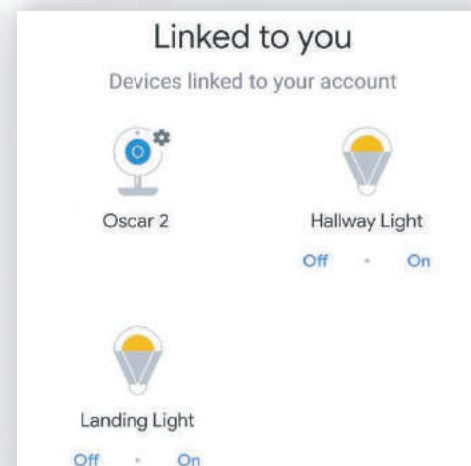 Linked to you
Devices linked to your account
Oscar 2
Hallway Light
Off · On
Landing Light
Off · On